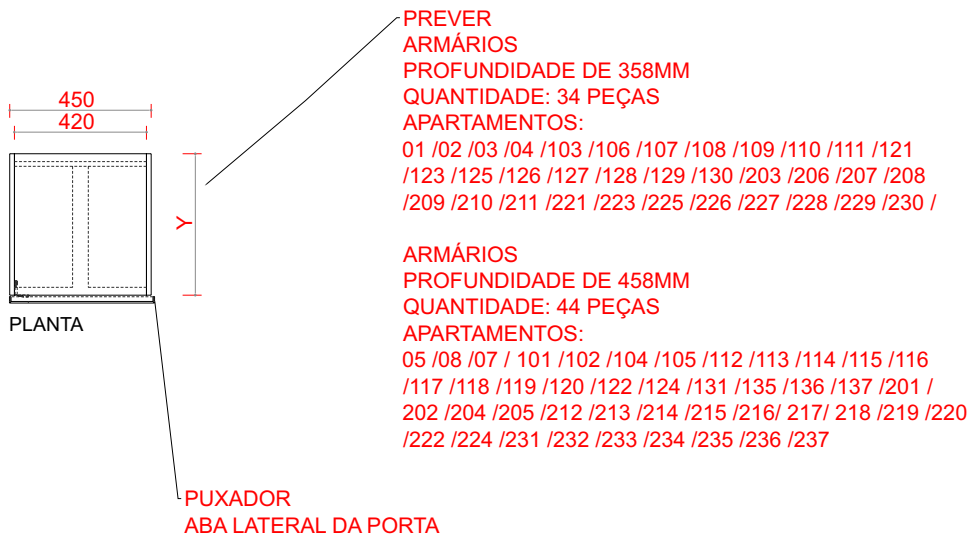 PREVER
ARMÁRIOS
PROFUNDIDADE DE 358MM
QUANTIDADE: 34 PEÇAS
APARTAMENTOS:
01 /02 /03 /04 /103 /106 /107 /108 /109 /110 /111 /121
/123 /125 /126 /127 /128 /129 /130 /203 /206 /207 /208
/209 /210 /211 /221 /223 /225 /226 /227 /228 /229 /230 /
ARMÁRIOS
PROFUNDIDADE DE 458MM
QUANTIDADE: 44 PEÇAS
APARTAMENTOS:
05 /08 /07 / 101 /102 /104 /105 /112 /113 /114 /115 /116
/117 /118 /119 /120 /122 /124 /131 /135 /136 /137 /201 /
202 /204 /205 /212 /213 /214 /215 /216/ 217/ 218 /219 /220
/222 /224 /231 /232 /233 /234 /235 /236 /237
450
420
Y
PLANTA
PUXADOR
ABA LATERAL DA PORTA